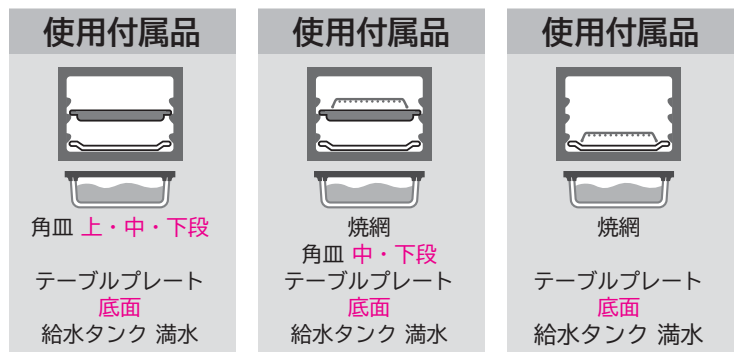 使用付属品
角皿 上・中・下段
テーブルプレート
底面
給水タンク 満水
使用付属品
焼網
角皿 中・下段
テーブルプレート
底面
給水タンク 満水
使用付属品
焼網
テーブルプレート
底面
給水タンク 満水